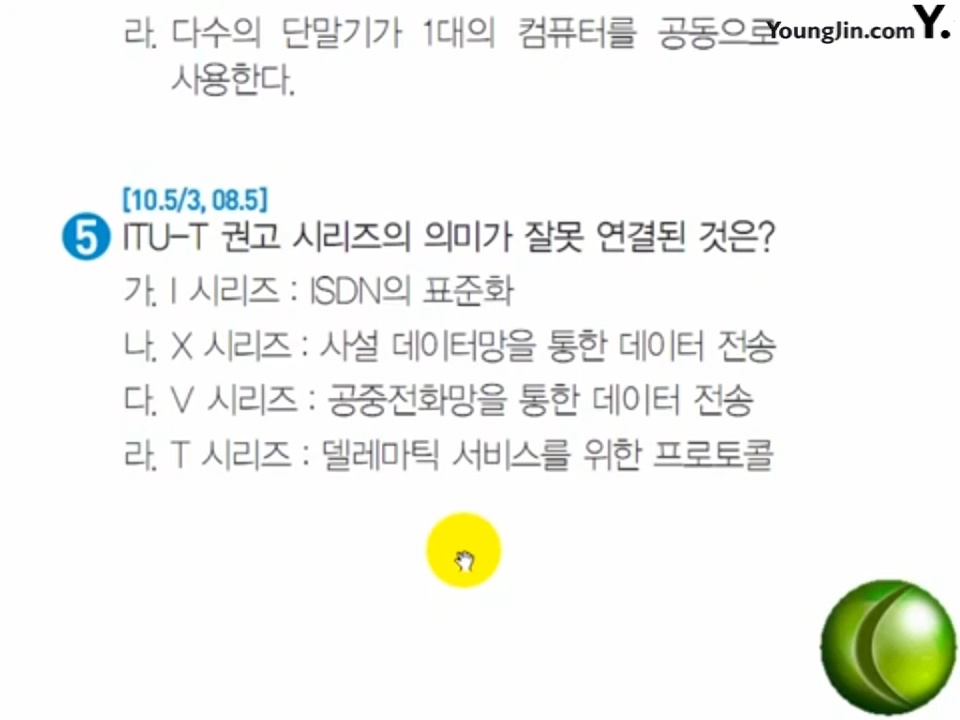 라. 다수의 단말기가 1대의 컴퓨터를 공동으로
YoungJin.com Y.
사용한다.
[10.5/3, 08.5]
5 ITU-T 권고 시리즈의 의미가 잘못 연결된 것은?
가. I 시리즈 : ISDN의 표준화
나. X 시리즈 : 사설 데이터망을 통한 데이터 전송
다. V 시리즈 : 공중전화망을 통한 데이터 전송
라. T 시리즈 : 델레마틱 서비스를 위한 프로토콜